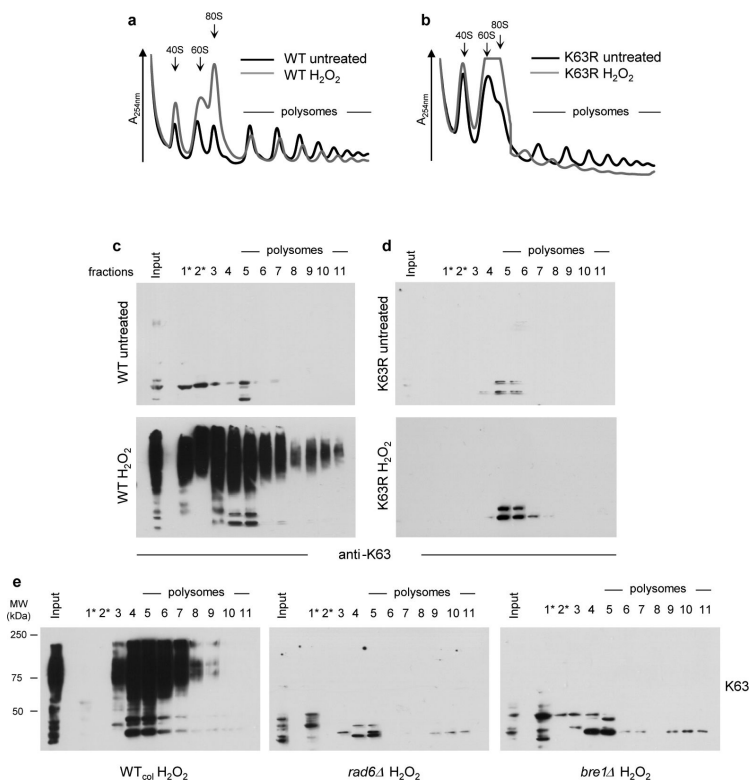 a
40S
60S
80S
WT untreated
WT H₂O₂
polysomes
A254nm
b
40S
60S
80S
K63R untreated
K63R H₂O₂
polysomes
A254nm
c
polysomes
fractions
Input
1* 2* 3 4 5 6 7 8 9 10 11
WT untreated
WT H₂O₂
d
polysomes
Input
1* 2* 3 4 5 6 7 8 9 10 11
K63R untreated
K63R H₂O₂
anti-K63
e
MW
(kDa)
250
75
50
polysomes
Input
1* 2* 3 4 5 6 7 8 9 10 11
WTcol H₂O₂
polysomes
Input
1* 2* 3 4 5 6 7 8 9 10 11
rad6Δ H₂O₂
polysomes
Input
1* 2* 3 4 5 6 7 8 9 10 11
bre1Δ H₂O₂
K63